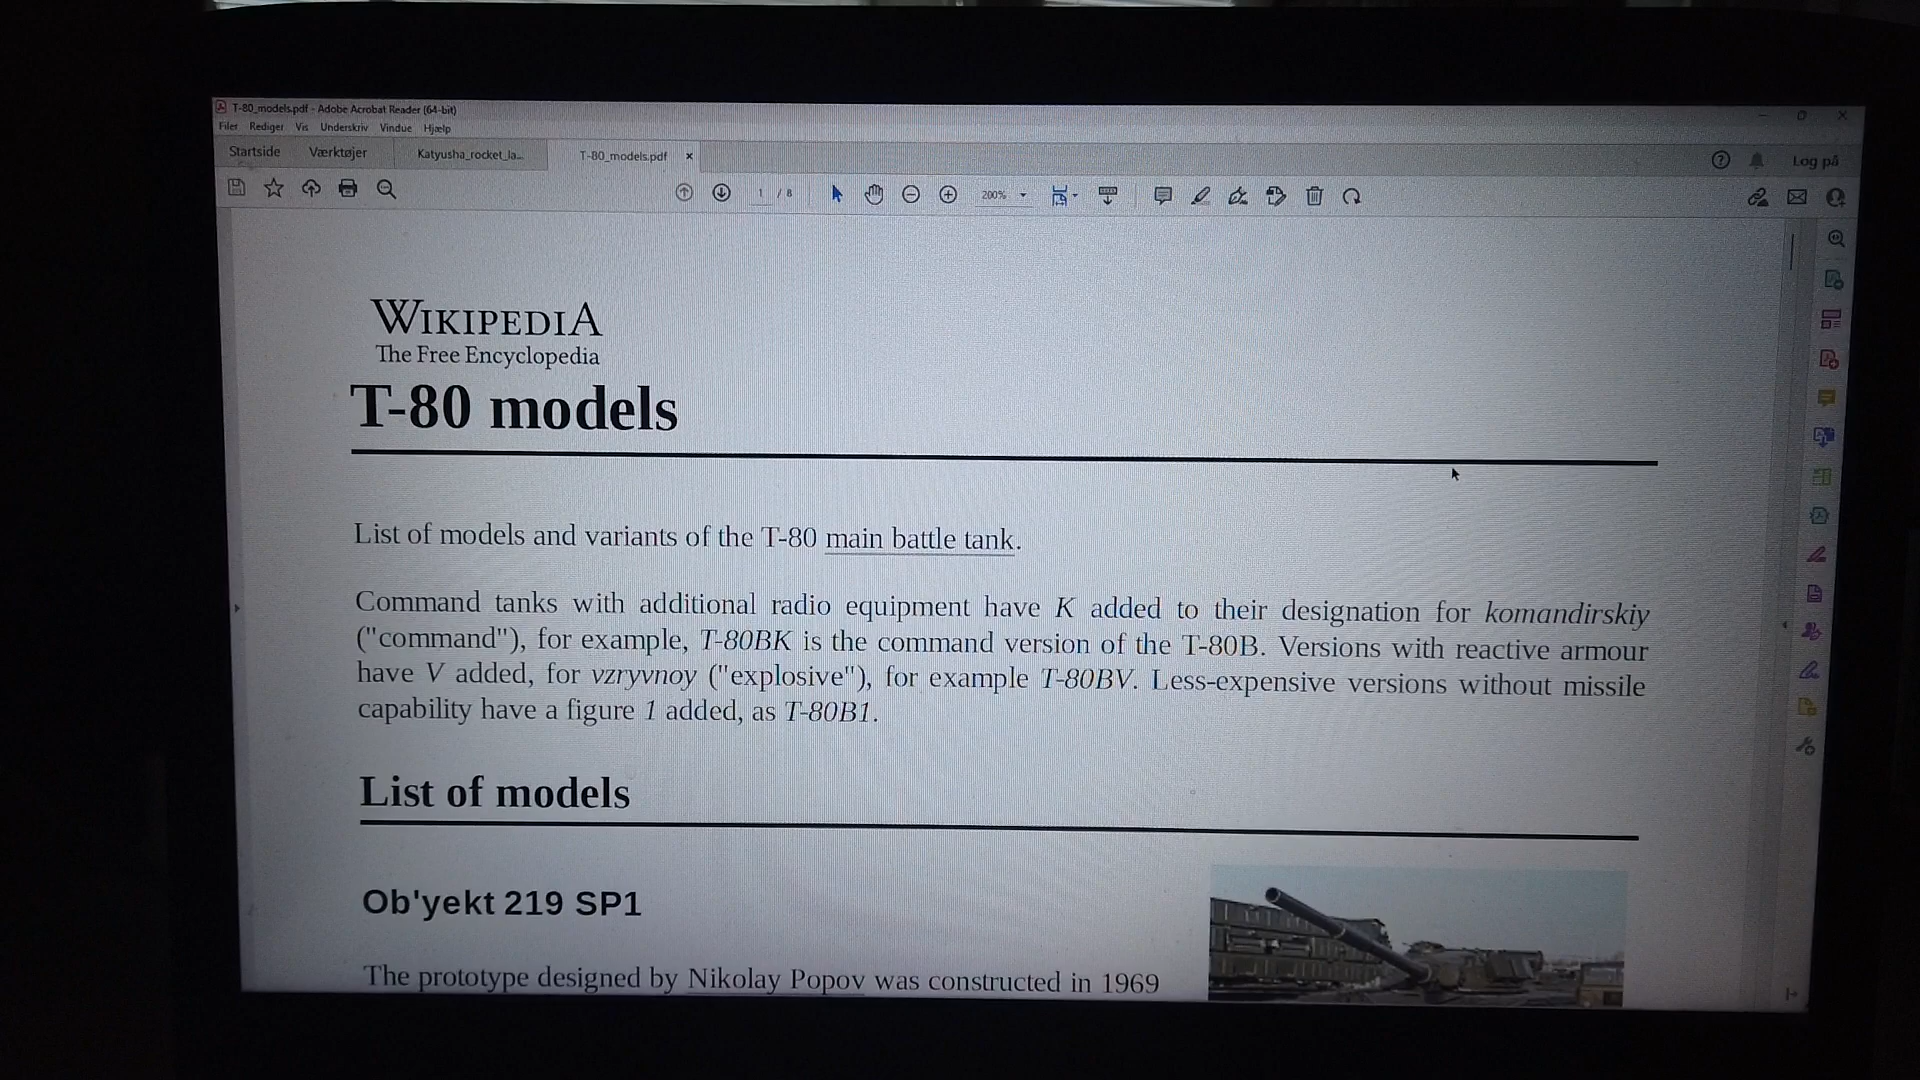 T-80_models.pdf - Adobe Acrobat Reader (64-bit)
Filer Rediger Vis Underskriv Vindue Hjælp
Startside Værktøjer Katyusha_rocket_la... T-80_models.pdf × Log på
1 / 8 200%
WIKIPEDIA
The Free Encyclopedia
T-80 models
List of models and variants of the T-80 main battle tank.
Command tanks with additional radio equipment have K added to their designation for komandirskiy
("command"), for example, T-80BK is the command version of the T-80B. Versions with reactive armour
have V added, for vzryvnoy ("explosive"), for example T-80BV. Less-expensive versions without missile
capability have a figure 1 added, as T-80B1.
List of models
Ob'yekt 219 SP1
The prototype designed by Nikolay Popov was constructed in 1969